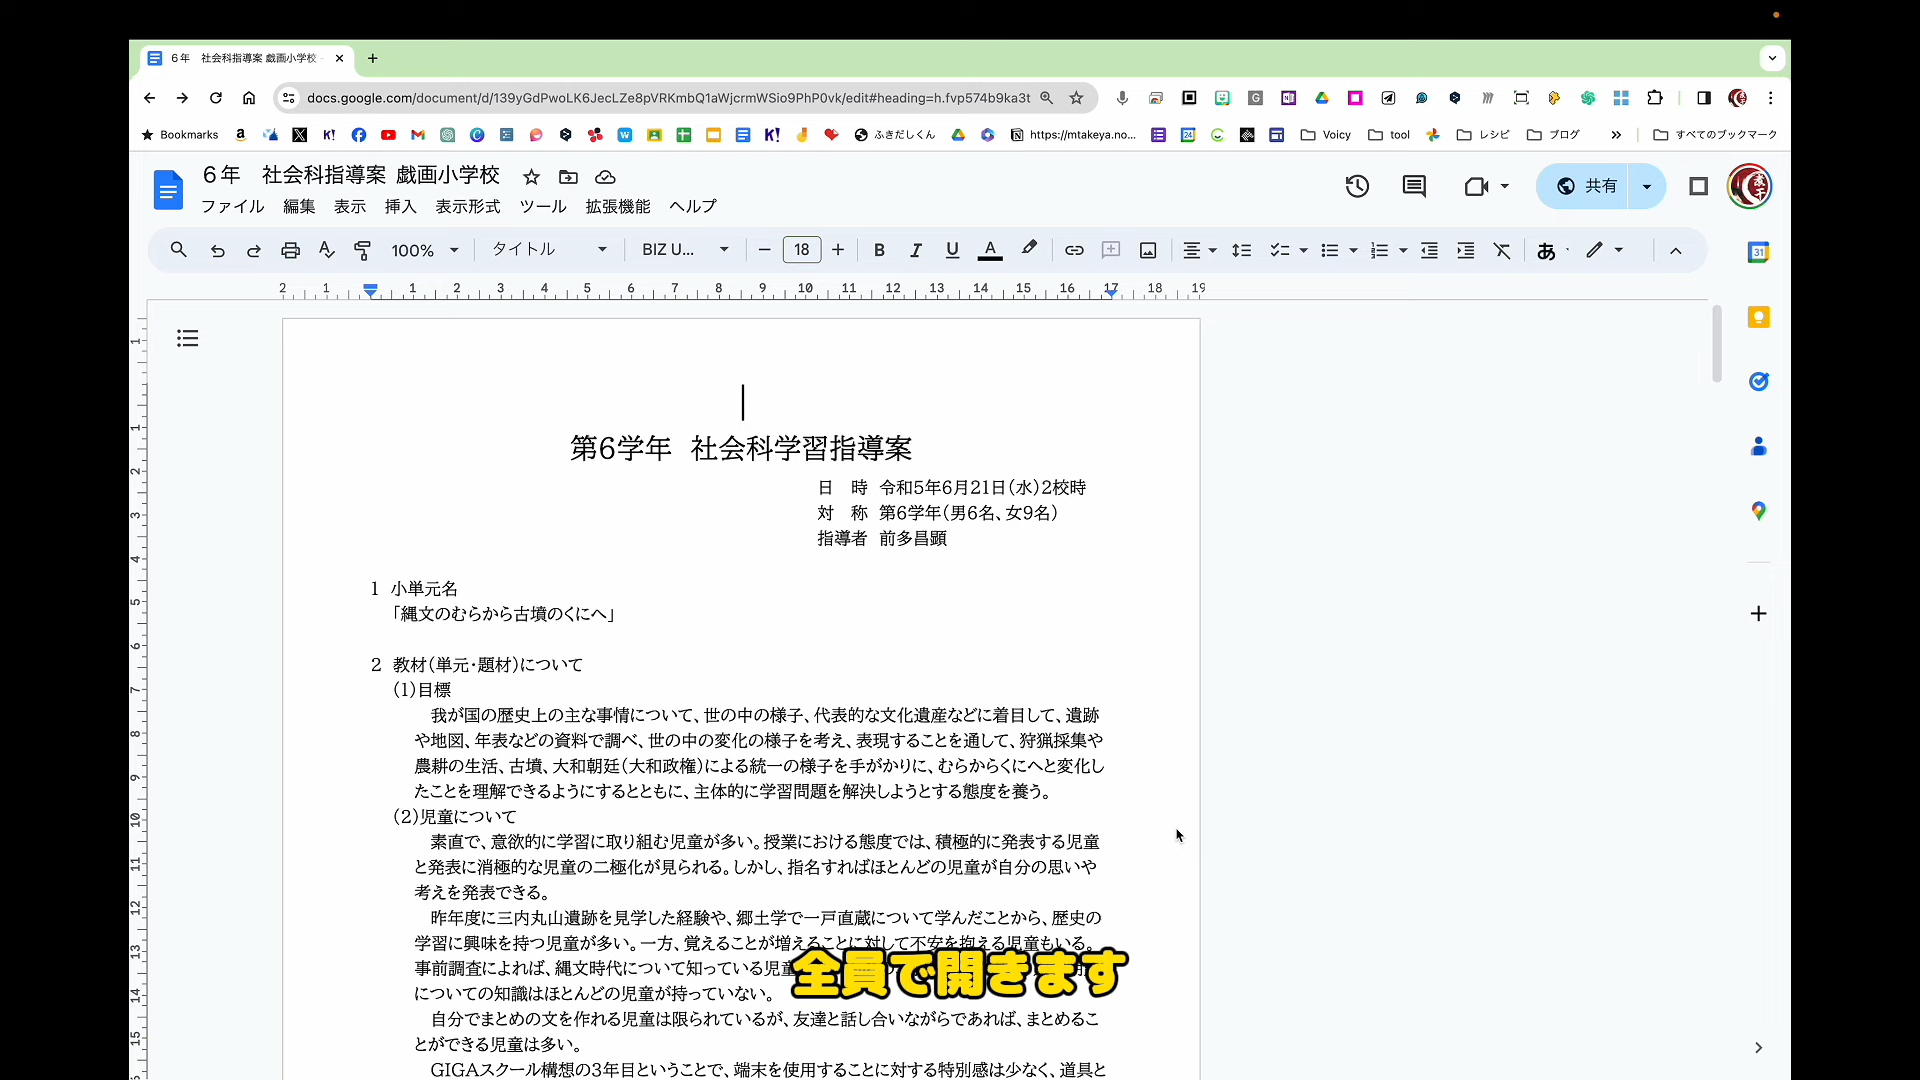 6年　社会科指導案 戯画小学校
docs.google.com/document/d/139yGdPwoLK6JecLZe8pVRKmbQ1aWjcrmWSio9PhP0vk/edit#heading=h.fvp574b9ka3t
Bookmarks
ふきだしくん
https://mtakeya.no...
Voicy
tool
レシピ
ブログ
すべてのブックマーク
６年　社会科指導案 戯画小学校
共有
ファイル 編集 表示 挿入 表示形式 ツール 拡張機能 ヘルプ
100% タイトル BIZ U... 18
2 1 1 2 3 4 5 6 7 8 9 10 11 12 13 14 15 16 17 18 19
第6学年　社会科学習指導案
日　時　令和5年6月21日(水)2校時
対　称　第6学年(男6名、女9名)
指導者　前多昌顕
1　小単元名
「縄文のむらから古墳のくにへ」
2　教材(単元・題材)について
(1)目標
我が国の歴史上の主な事情について、世の中の様子、代表的な文化遺産などに着目して、遺跡
や地図、年表などの資料で調べ、世の中の変化の様子を考え、表現することを通して、狩猟採集や
農耕の生活、古墳、大和朝廷(大和政権)による統一の様子を手がかりに、むらからくにへと変化し
たことを理解できるようにするとともに、主体的に学習問題を解決しようとする態度を養う。
(2)児童について
素直で、意欲的に学習に取り組む児童が多い。授業における態度では、積極的に発表する児童
と発表に消極的な児童の二極化が見られる。しかし、指名すればほとんどの児童が自分の思いや
考えを発表できる。
昨年度に三内丸山遺跡を見学した経験や、郷土学で一戸直蔵について学んだことから、歴史の
学習に興味を持つ児童が多い。一方、覚えることが増えることに対して不安を抱える児童もいる。
事前調査によれば、縄文時代について知っている児童
についての知識はほとんどの児童が持っていない。
全員で開きます
自分でまとめの文を作れる児童は限られているが、友達と話し合いながらであれば、まとめるこ
とができる児童は多い。
GIGAスクール構想の3年目ということで、端末を使用することに対する特別感は少なく、道具と